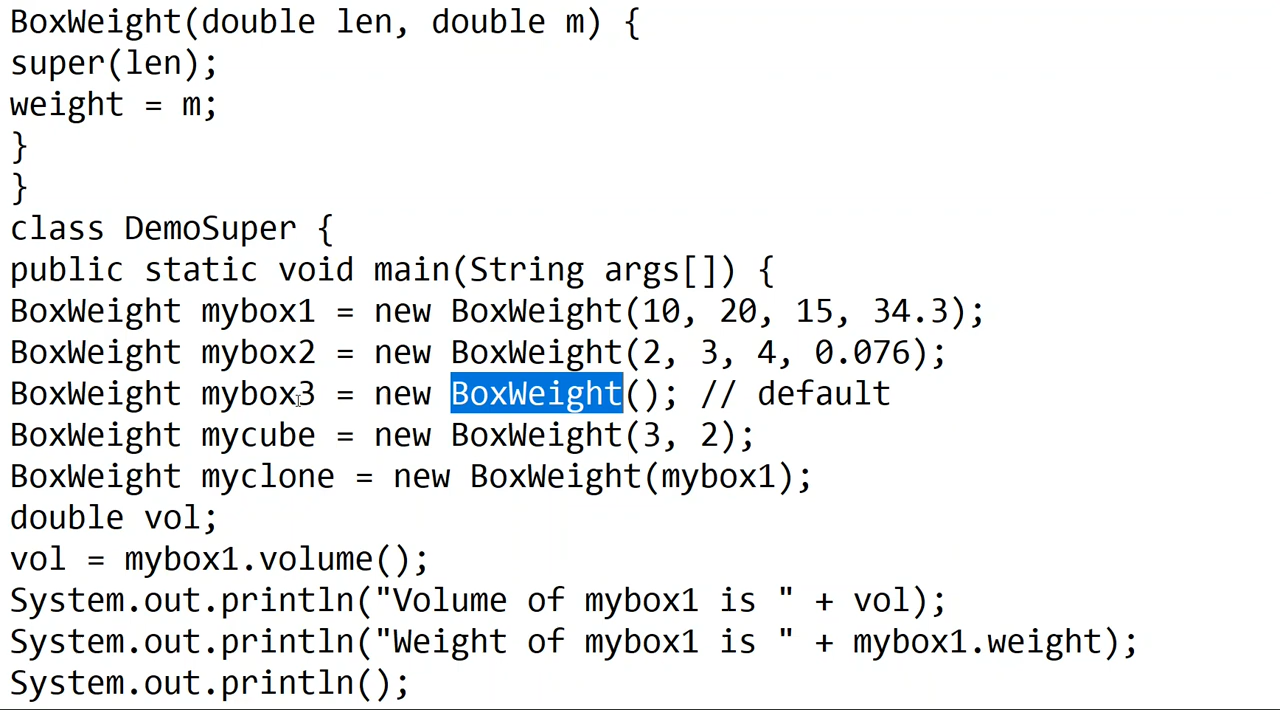 BoxWeight(double len, double m) {
super(len);
weight = m;
}
}
class DemoSuper {
public static void main(String args[]) {
BoxWeight mybox1 = new BoxWeight(10, 20, 15, 34.3);
BoxWeight mybox2 = new BoxWeight(2, 3, 4, 0.076);
BoxWeight mybox3 = new BoxWeight(); // default
BoxWeight mycube = new BoxWeight(3, 2);
BoxWeight myclone = new BoxWeight(mybox1);
double vol;
vol = mybox1.volume();
System.out.println("Volume of mybox1 is " + vol);
System.out.println("Weight of mybox1 is " + mybox1.weight);
System.out.println();